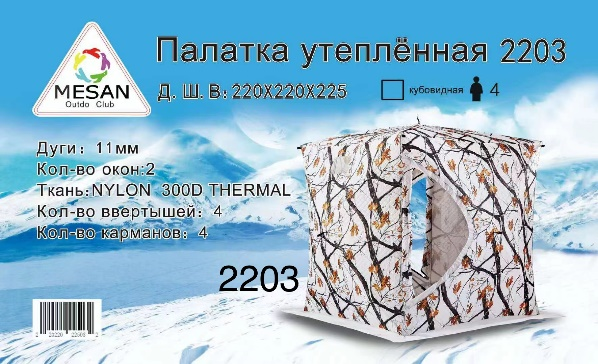 Палатка утеплённая 2203
MESAN
Outdo Club
Д. Ш. В: 220X220X225
кубовидная 4
Дуги: 11мм
Кол-во окон:2
Ткань:NYLON 300D THERMAL
Кол-во ввертышей: 4
Кол-во карманов: 4
2203